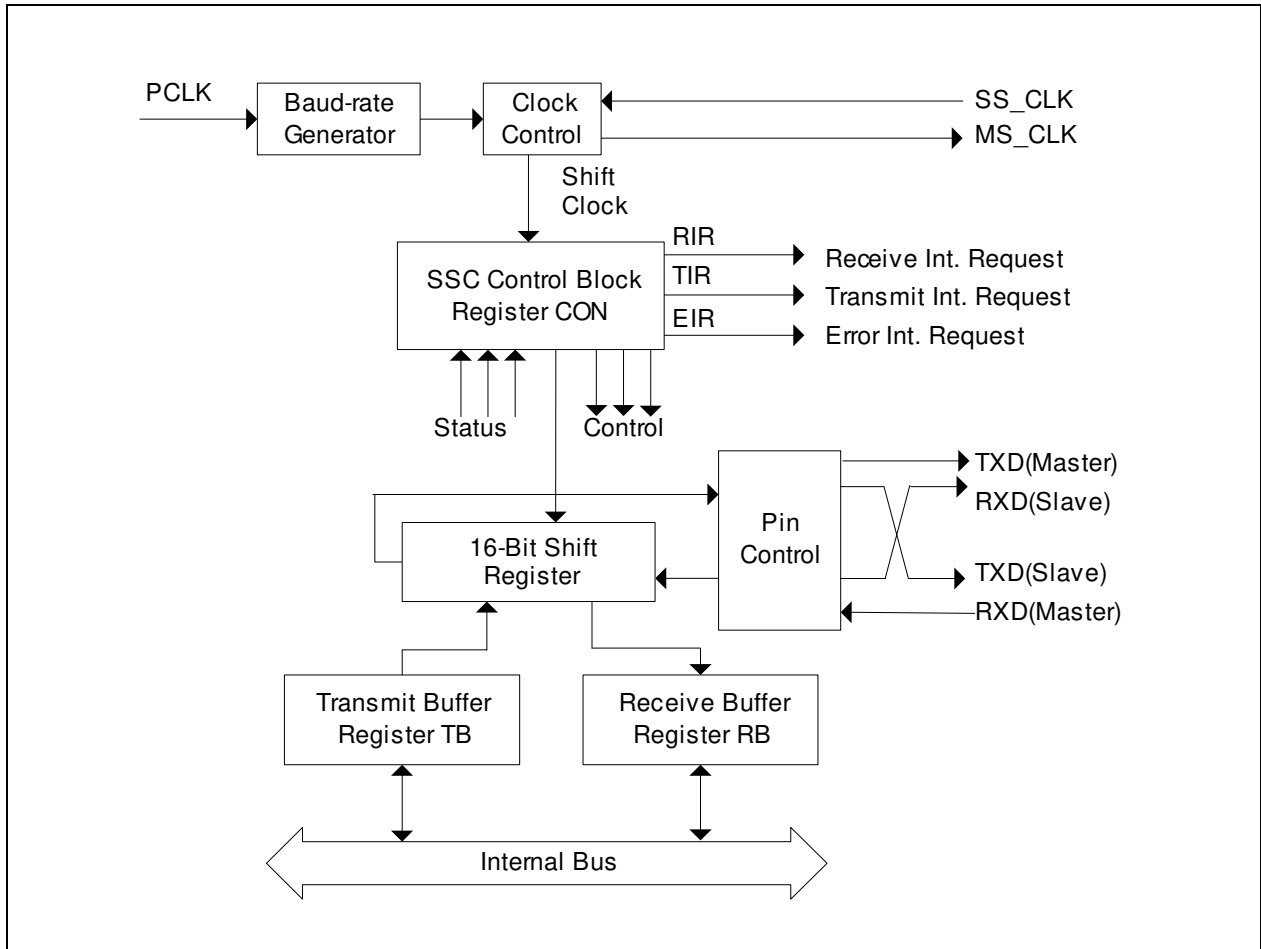 PCLK
Baud-rate
Generator
Clock
Control
SS_CLK
MS_CLK
Shift
Clock
SSC Control Block
Register CON
RIR
Receive Int. Request
TIR
Transmit Int. Request
EIR
Error Int. Request
Status
Control
TXD(Master)
RXD(Slave)
Pin
Control
16-Bit Shift
Register
TXD(Slave)
RXD(Master)
Transmit Buffer
Register TB
Receive Buffer
Register RB
Internal Bus